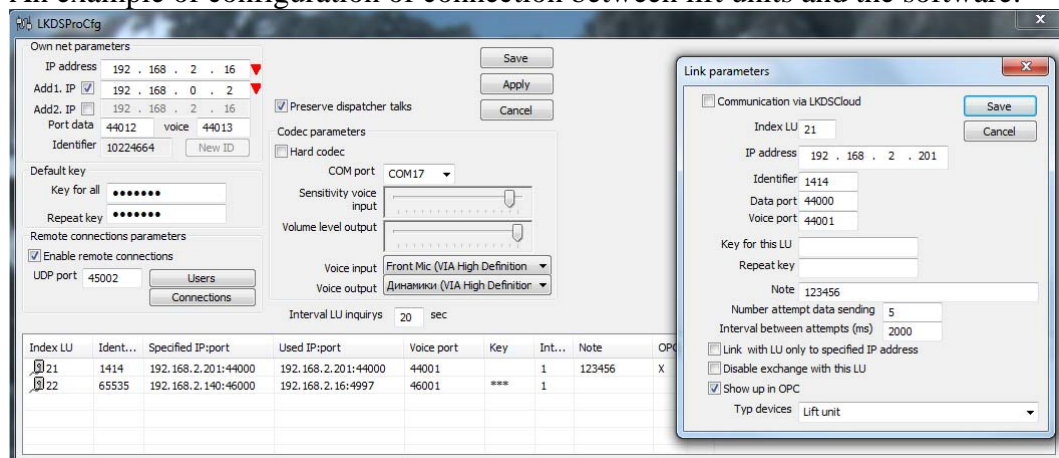 An example of configuration of connection between lift units and the software:
LKDSProCfg
Own net parameters
IP address 192 . 168 . 2 . 16
Add1. IP 192 . 168 . 0 . 2
Add2. IP 192 . 168 . 2 . 16
Port data 44012 voice 44013
Identifier 10224664 New ID
Default key
Key for all •••••••
Repeat key •••••••
Remote connections parameters
Enable remote connections
UDP port 45002 Users
Connections
Save
Apply
Cancel
Preserve dispatcher talks
Codec parameters
Hard codec
COM port COM17
Sensitivity voice
input
Volume level output
Voice input Front Mic (VIA High Definition
Voice output Динамики (VIA High Definitior
Interval LU inquirys 20 sec
Index LU Ident... Specified IP:port Used IP:port Voice port Key Int... Note OPC
21 1414 192.168.2.201:44000 192.168.2.201:44000 44001 1 123456 X
22 65535 192.168.2.140:46000 192.168.2.16:4997 46001 *** 1
Link parameters
Communication via LKDSCloud
Save
Index LU 21
Cancel
IP address 192 . 168 . 2 . 201
Identifier 1414
Data port 44000
Voice port 44001
Key for this LU
Repeat key
Note 123456
Number attempt data sending 5
Interval between attempts (ms) 2000
Link with LU only to specified IP address
Disable exchange with this LU
Show up in OPC
Typ devices Lift unit